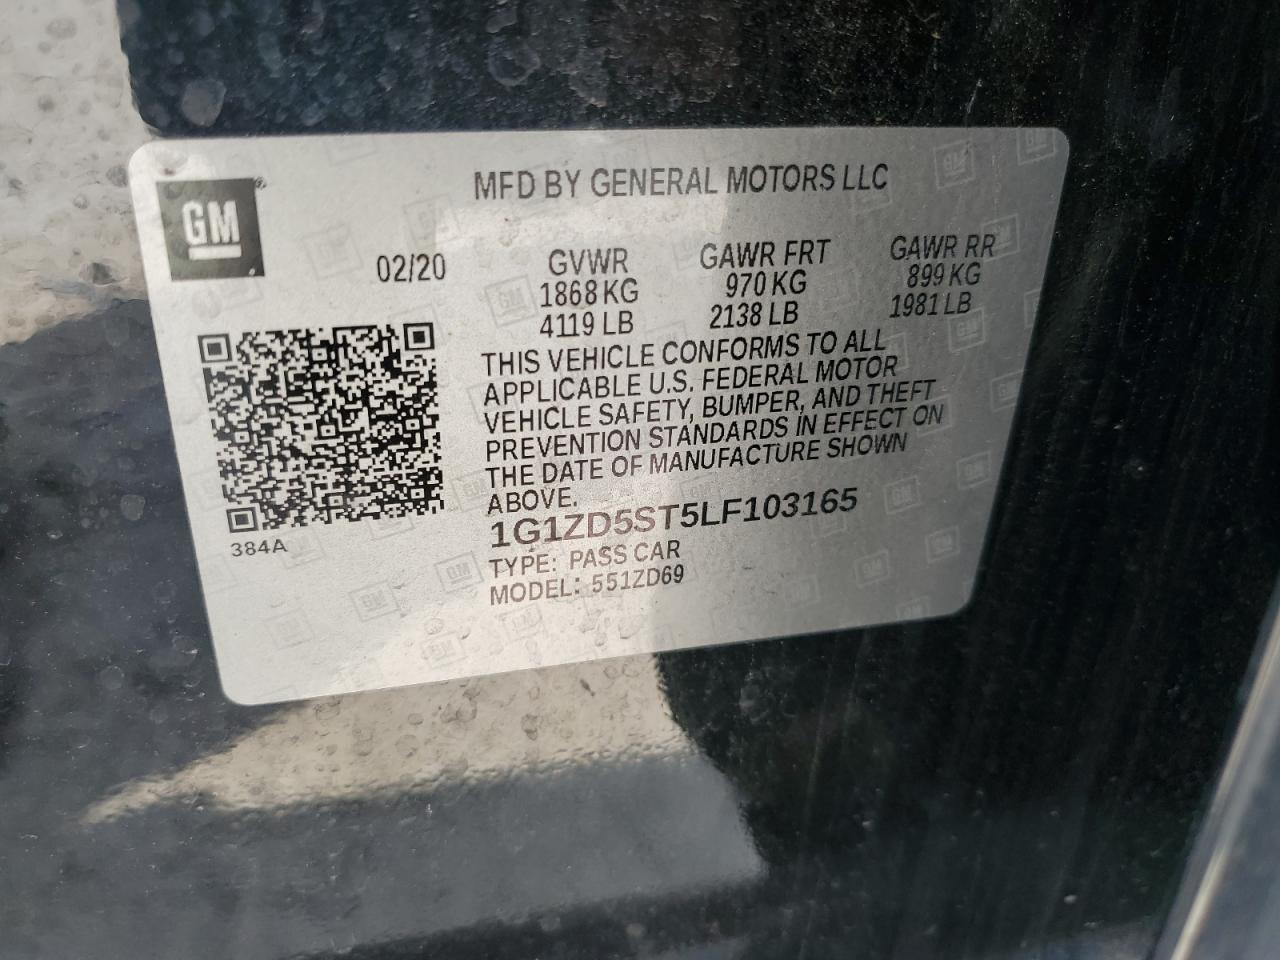 MFD BY GENERAL MOTORS LLC
GM
02/20
GVWR GAWR FRT GAWR RR
1868 KG 970 KG 899 KG
4119 LB 2138 LB 1981 LB
THIS VEHICLE CONFORMS TO ALL
APPLICABLE U.S. FEDERAL MOTOR
VEHICLE SAFETY, BUMPER, AND THEFT
PREVENTION STANDARDS IN EFFECT ON
THE DATE OF MANUFACTURE SHOWN
ABOVE.
1G1ZD5ST5LF103165
384A
TYPE: PASS CAR
MODEL: 551ZD69